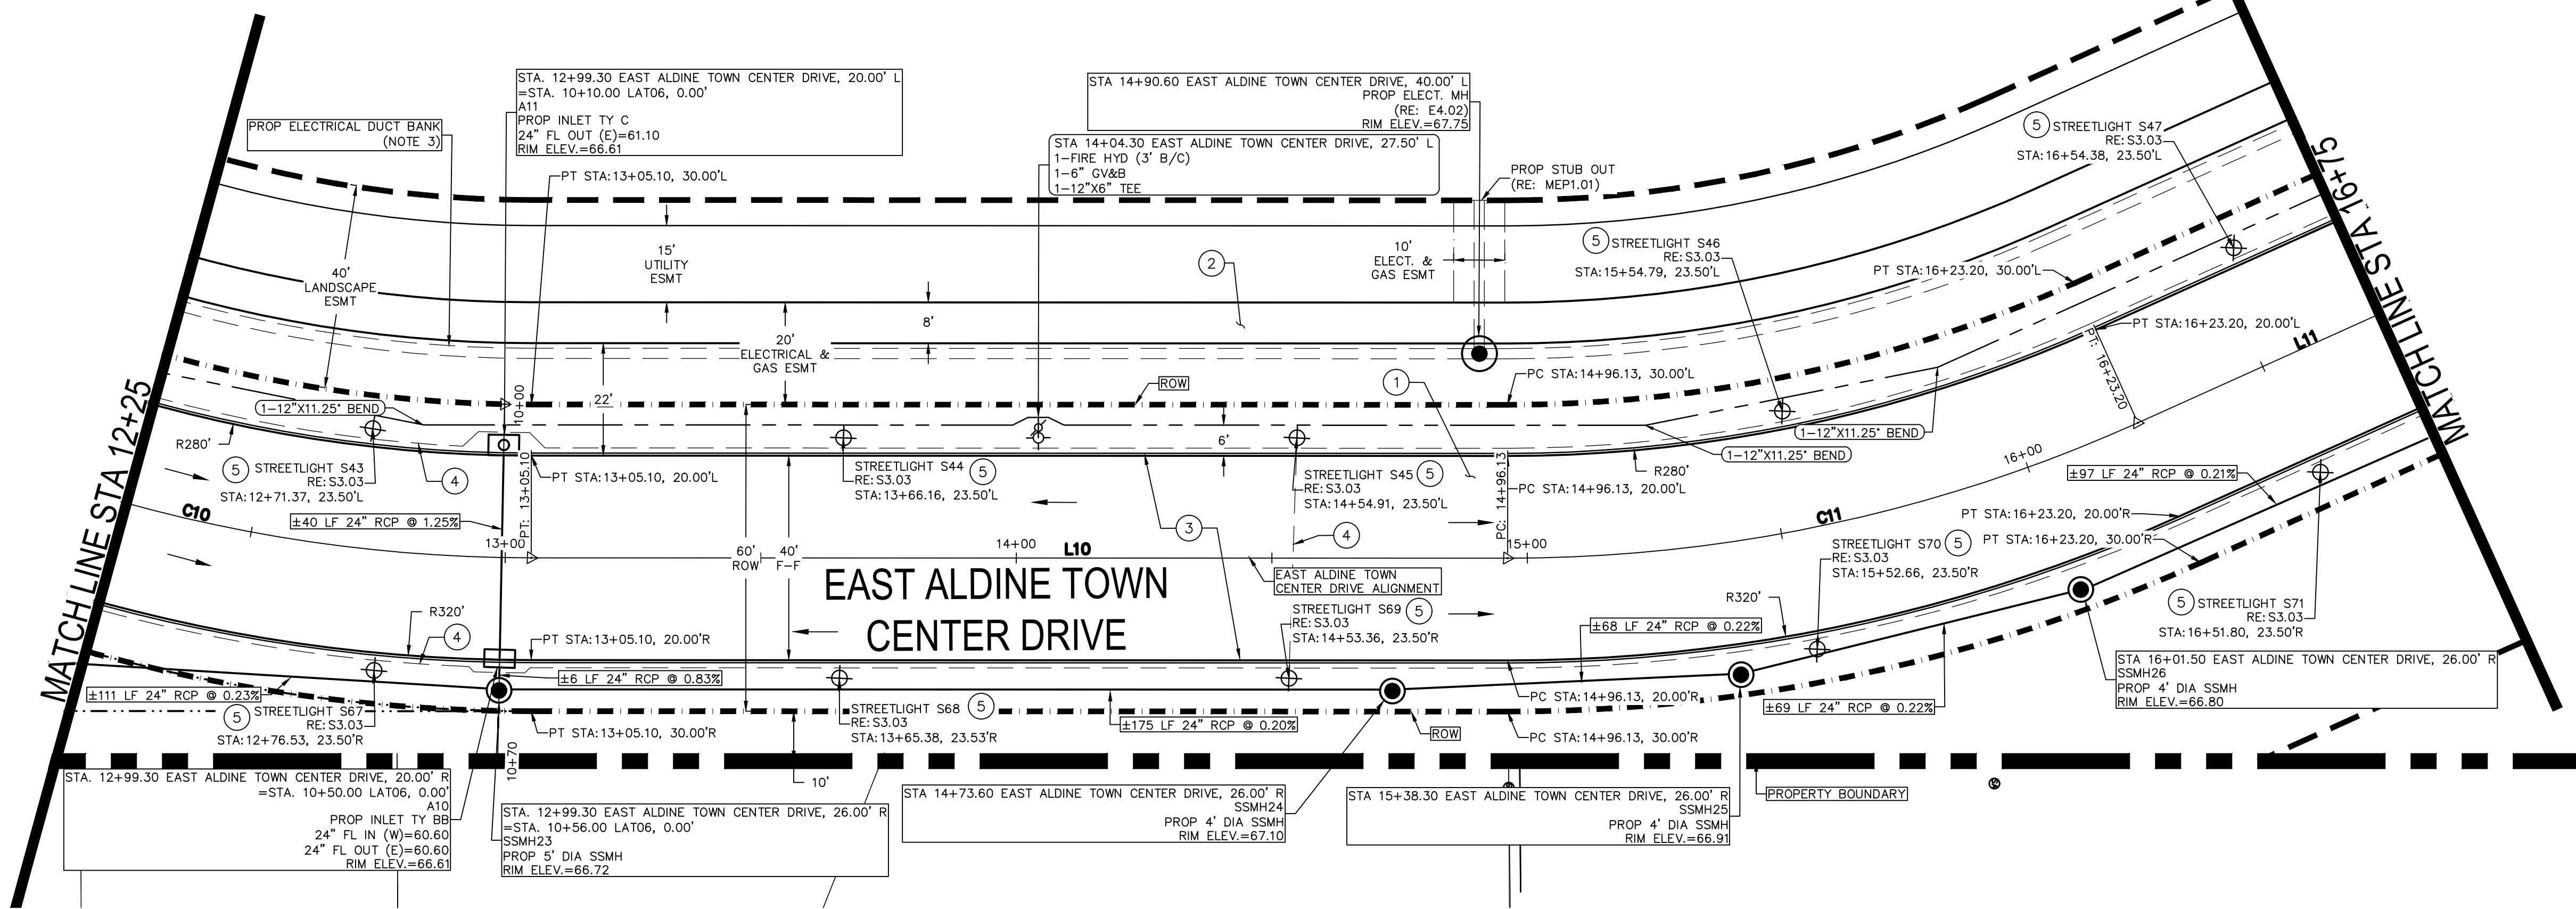 STA. 12+99.30 EAST ALDINE TOWN CENTER DRIVE, 20.00' L
=STA. 10+10.00 LAT06, 0.00'
A11
PROP INLET TY C
24" FL OUT (E)=61.10
RIM ELEV.=66.61
STA 14+90.60 EAST ALDINE TOWN CENTER DRIVE, 40.00' L
PROP ELECT. MH
(RE: E4.02)
RIM ELEV.=67.75
PROP ELECTRICAL DUCT BANK
(NOTE 3)
STA 14+04.30 EAST ALDINE TOWN CENTER DRIVE, 27.50' L
1-FIRE HYD (3' B/C)
1-6" GV&B
1-12"X6" TEE
5
STREETLIGHT S47
RE:S3.03
STA:16+54.38, 23.50'L
PT STA:13+05.10, 30.00'L
PROP STUB OUT
(RE: MEP1.01)
MATCH LINE STA 16+75
15'
UTILITY
ESMT
40'
LANDSCAPE
ESMT
2
10'
ELECT. &
GAS ESMT
5
STREETLIGHT S46
RE:S3.03
STA:15+54.79, 23.50'L
PT STA:16+23.20, 30.00'L
8'
20'
ELECTRICAL &
GAS ESMT
PT STA:16+23.20, 20.00'L
PT: 16+23.20
L11
ROW
1
PC STA:14+96.13, 30.00'L
MATCH LINE STA 12+25
1-12"X11.25° BEND
10+00
22'
6'
1-12"X11.25° BEND
1-12"X11.25° BEND
R280'
5
STREETLIGHT S43
RE:S3.03
STA:12+71.37, 23.50'L
4
PT: 13+05.10
PT STA:13+05.10, 20.00'L
STREETLIGHT S44
5
RE:S3.03
STA:13+66.16, 23.50'L
STREETLIGHT S45
5
RE:S3.03
STA:14+54.91, 23.50'L
PC: 14+96.13
PC STA:14+96.13, 20.00'L
R280'
16+00
±97 LF 24" RCP @ 0.21%
C10
±40 LF 24" RCP @ 1.25%
3
4
C11
PT STA:16+23.20, 20.00'R
PT STA:16+23.20, 30.00'R
13+00
60'
ROW
40'
F-F
14+00
L10
15+00
STREETLIGHT S70
5
RE:S3.03
STA:15+52.66, 23.50'R
EAST ALDINE TOWN
CENTER DRIVE
EAST ALDINE TOWN
CENTER DRIVE ALIGNMENT
R320'
4
PT STA:13+05.10, 20.00'R
STREETLIGHT S69
5
RE:S3.03
STA:14+53.36, 23.50'R
R320'
±68 LF 24" RCP @ 0.22%
5
STREETLIGHT S71
RE:S3.03
STA:16+51.80, 23.50'R
±111 LF 24" RCP @ 0.23%
±6 LF 24" RCP @ 0.83%
STA 16+01.50 EAST ALDINE TOWN CENTER DRIVE, 26.00' R
SSMH26
PROP 4' DIA SSMH
RIM ELEV.=66.80
5
STREETLIGHT S67
RE:S3.03
STA:12+76.53, 23.50'R
PT STA:13+05.10, 30.00'R
STREETLIGHT S68
5
RE:S3.03
STA:13+65.38, 23.53'R
±175 LF 24" RCP @ 0.20%
ROW
PC STA:14+96.13, 20.00'R
PC STA:14+96.13, 30.00'R
±69 LF 24" RCP @ 0.22%
10+70
10'
STA. 12+99.30 EAST ALDINE TOWN CENTER DRIVE, 20.00' R
=STA. 10+50.00 LAT06, 0.00'
A10
PROP INLET TY BB
24" FL IN (W)=60.60
24" FL OUT (E)=60.60
RIM ELEV.=66.61
STA. 12+99.30 EAST ALDINE TOWN CENTER DRIVE, 26.00' R
=STA. 10+56.00 LAT06, 0.00'
SSMH23
PROP 5' DIA SSMH
RIM ELEV.=66.72
STA 14+73.60 EAST ALDINE TOWN CENTER DRIVE, 26.00' R
SSMH24
PROP 4' DIA SSMH
RIM ELEV.=67.10
STA 15+38.30 EAST ALDINE TOWN CENTER DRIVE, 26.00' R
SSMH25
PROP 4' DIA SSMH
RIM ELEV.=66.91
PROPERTY BOUNDARY